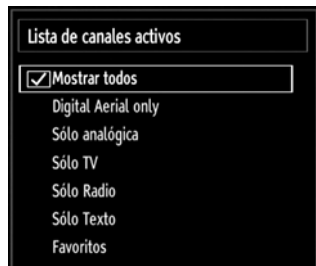 Lista de canales activos
Mostrar todos
Digital Aerial only
Sólo analógica
Sólo TV
Sólo Radio
Sólo Texto
Favoritos